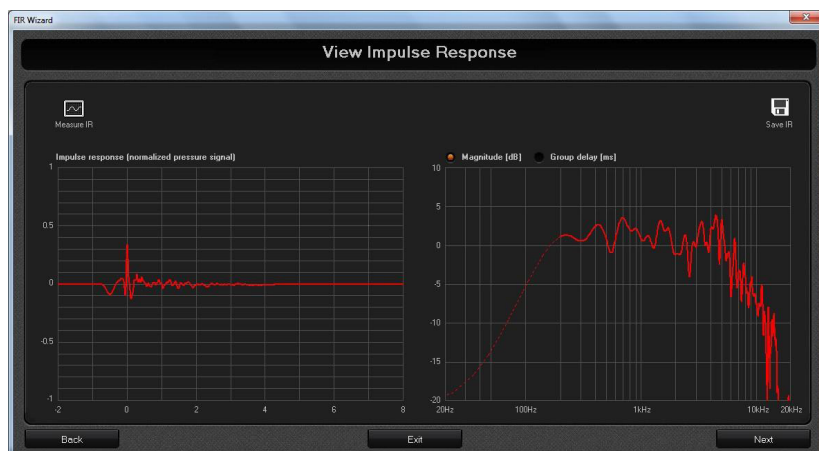 FIR Wizard
View Impulse Response
Measure IR
Save IR
Impulse response (normalized pressure signal)
Magnitude [dB] Group delay [ms]
1
0.5
0
-0.5
-1
-2 0 2 4 6 8
10
5
0
-5
-10
-15
-20
20Hz 100Hz 1kHz 10kHz 20kHz
Back Exit Next